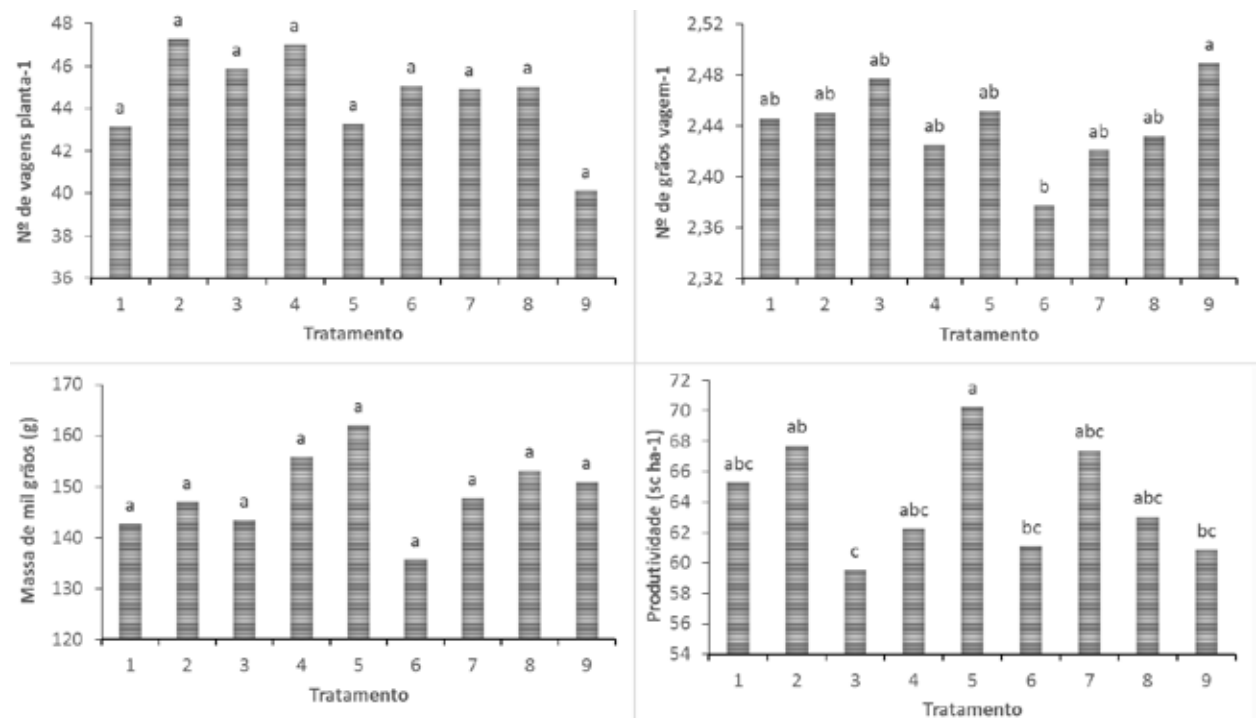 Nº de vagens planta-1
48
46
44
42
40
38
36
a a a a a a a a a
1 2 3 4 5 6 7 8 9
Tratamento
Nº de grãos vagem-1
2,52
2,48
2,44
2,40
2,36
2,32
ab ab ab ab ab b ab ab a
1 2 3 4 5 6 7 8 9
Tratamento
Massa de mil grãos (g)
170
160
150
140
130
120
a a a a a a a a a
1 2 3 4 5 6 7 8 9
Tratamento
Produtividade (sc ha-1)
72
70
68
66
64
62
60
58
56
54
abc ab c abc a bc abc abc bc
1 2 3 4 5 6 7 8 9
Tratamento